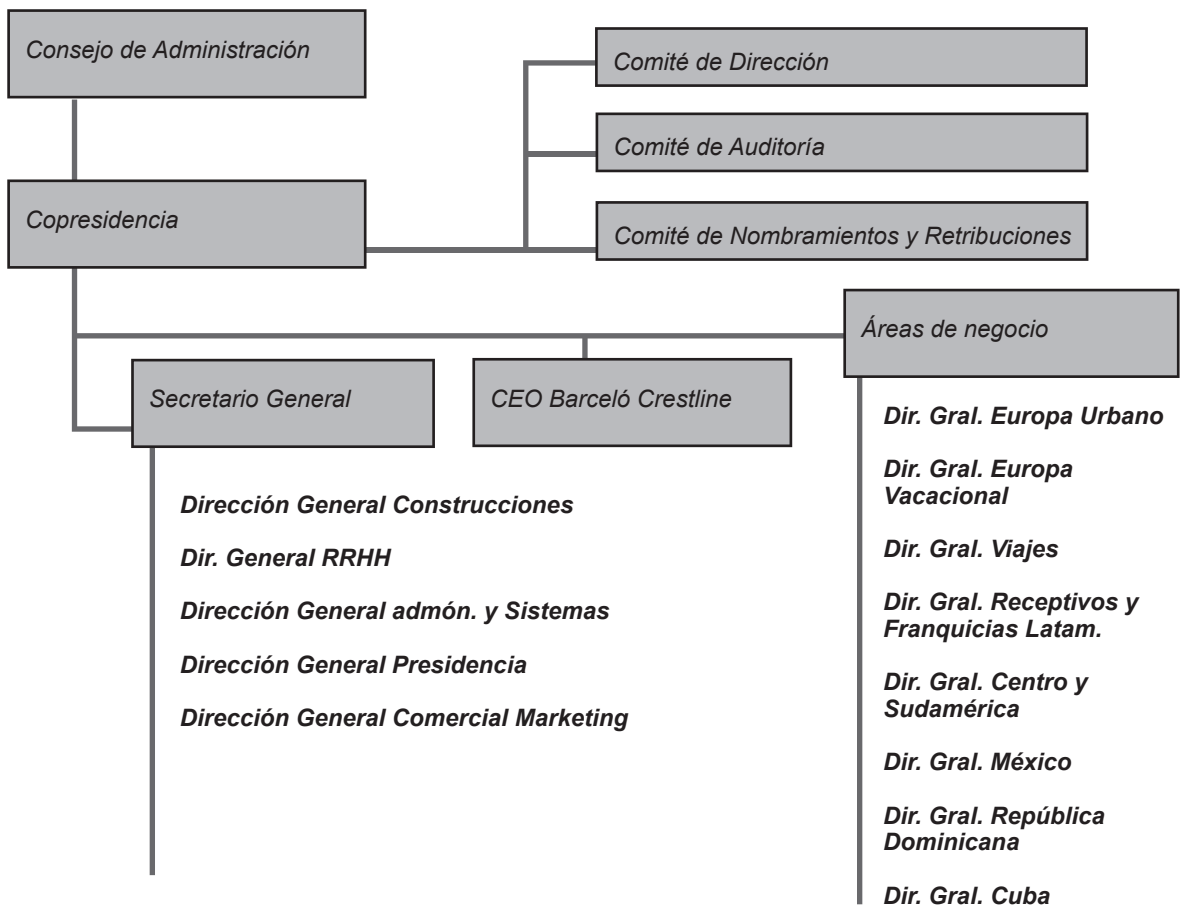 Consejo de Administración
Comité de Dirección
Comité de Auditoría
Copresidencia
Comité de Nombramientos y Retribuciones
Áreas de negocio
Secretario General
CEO Barceló Crestline
Dirección General Construcciones
Dir. General RRHH
Dirección General admón. y Sistemas
Dirección General Presidencia
Dirección General Comercial Marketing
Dir. Gral. Europa Urbano
Dir. Gral. Europa
Vacacional
Dir. Gral. Viajes
Dir. Gral. Receptivos y
Franquicias Latam.
Dir. Gral. Centro y
Sudamérica
Dir. Gral. México
Dir. Gral. República
Dominicana
Dir. Gral. Cuba